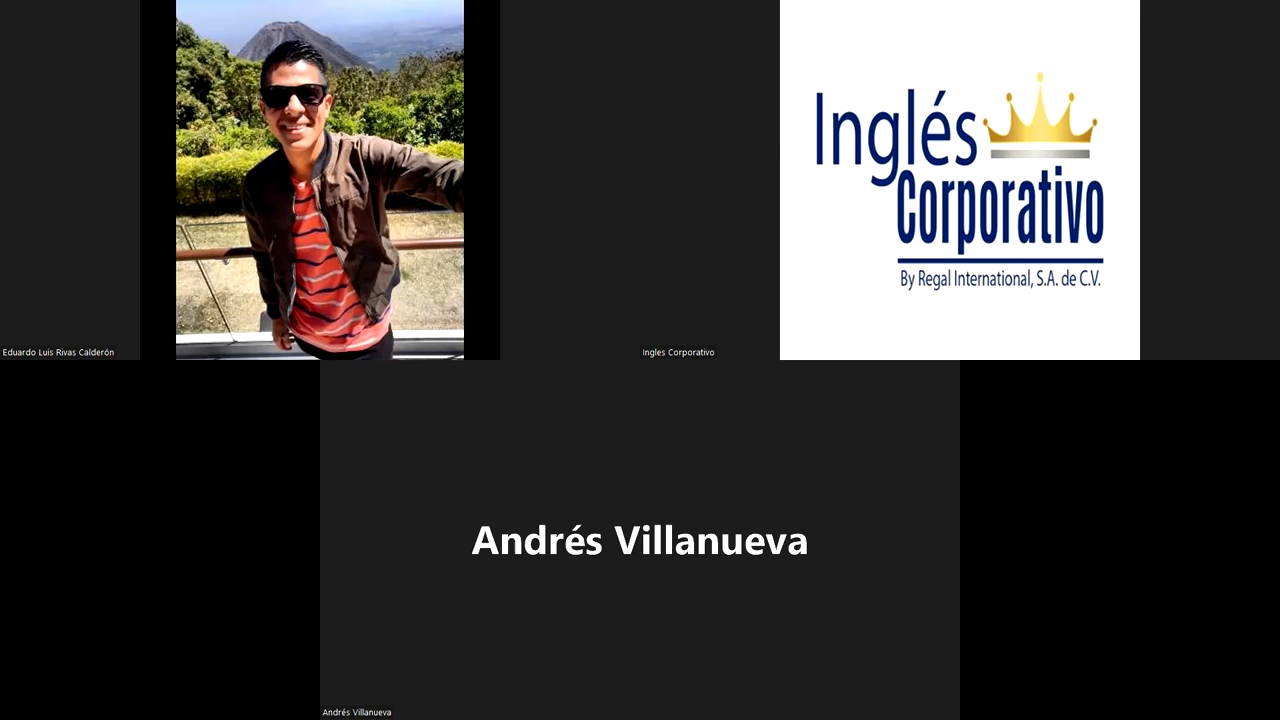 Inglés
Corporativo
By Regal International, S.A. de C.V.
Eduardo Luis Rivas Calderón
Ingles Corporativo
Andrés Villanueva
Andrés Villanueva